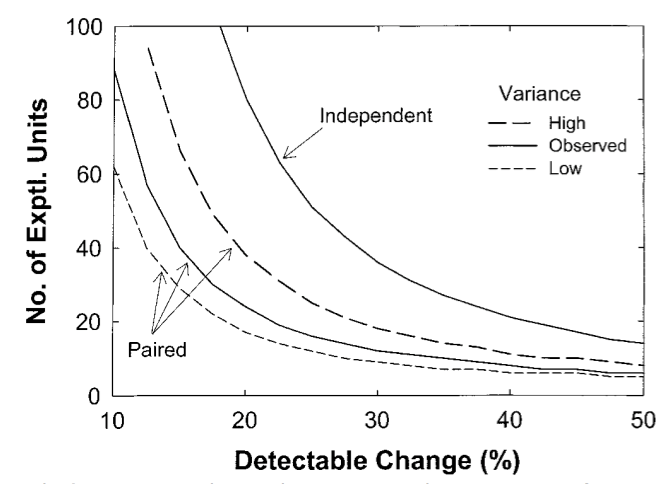 100
80
60
40
20
0
No. of Exptl. Units
Independent
Variance
High
Observed
Low
Paired
10
20
30
40
50
Detectable Change (%)